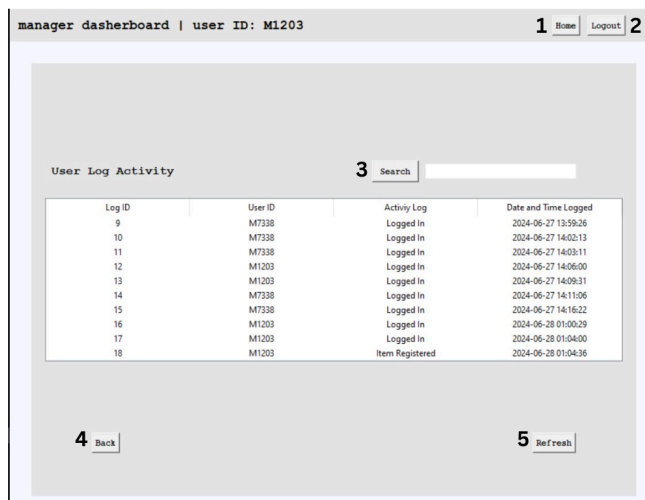 manager dasherboard | user ID: M1203 1 Home Logout 2
User Log Activity 3 Search
Log ID User ID Activiy Log Date and Time Logged
9 M7338 Logged In 2024-06-27 13:59:26
10 M7338 Logged In 2024-06-27 14:02:13
11 M7338 Logged In 2024-06-27 14:03:11
12 M1203 Logged In 2024-06-27 14:06:00
13 M1203 Logged In 2024-06-27 14:09:31
14 M7338 Logged In 2024-06-27 14:11:06
15 M7338 Logged In 2024-06-27 14:16:22
16 M1203 Logged In 2024-06-28 01:00:29
17 M1203 Logged In 2024-06-28 01:04:00
18 M1203 Item Registered 2024-06-28 01:04:36
4 Back 5 Refresh